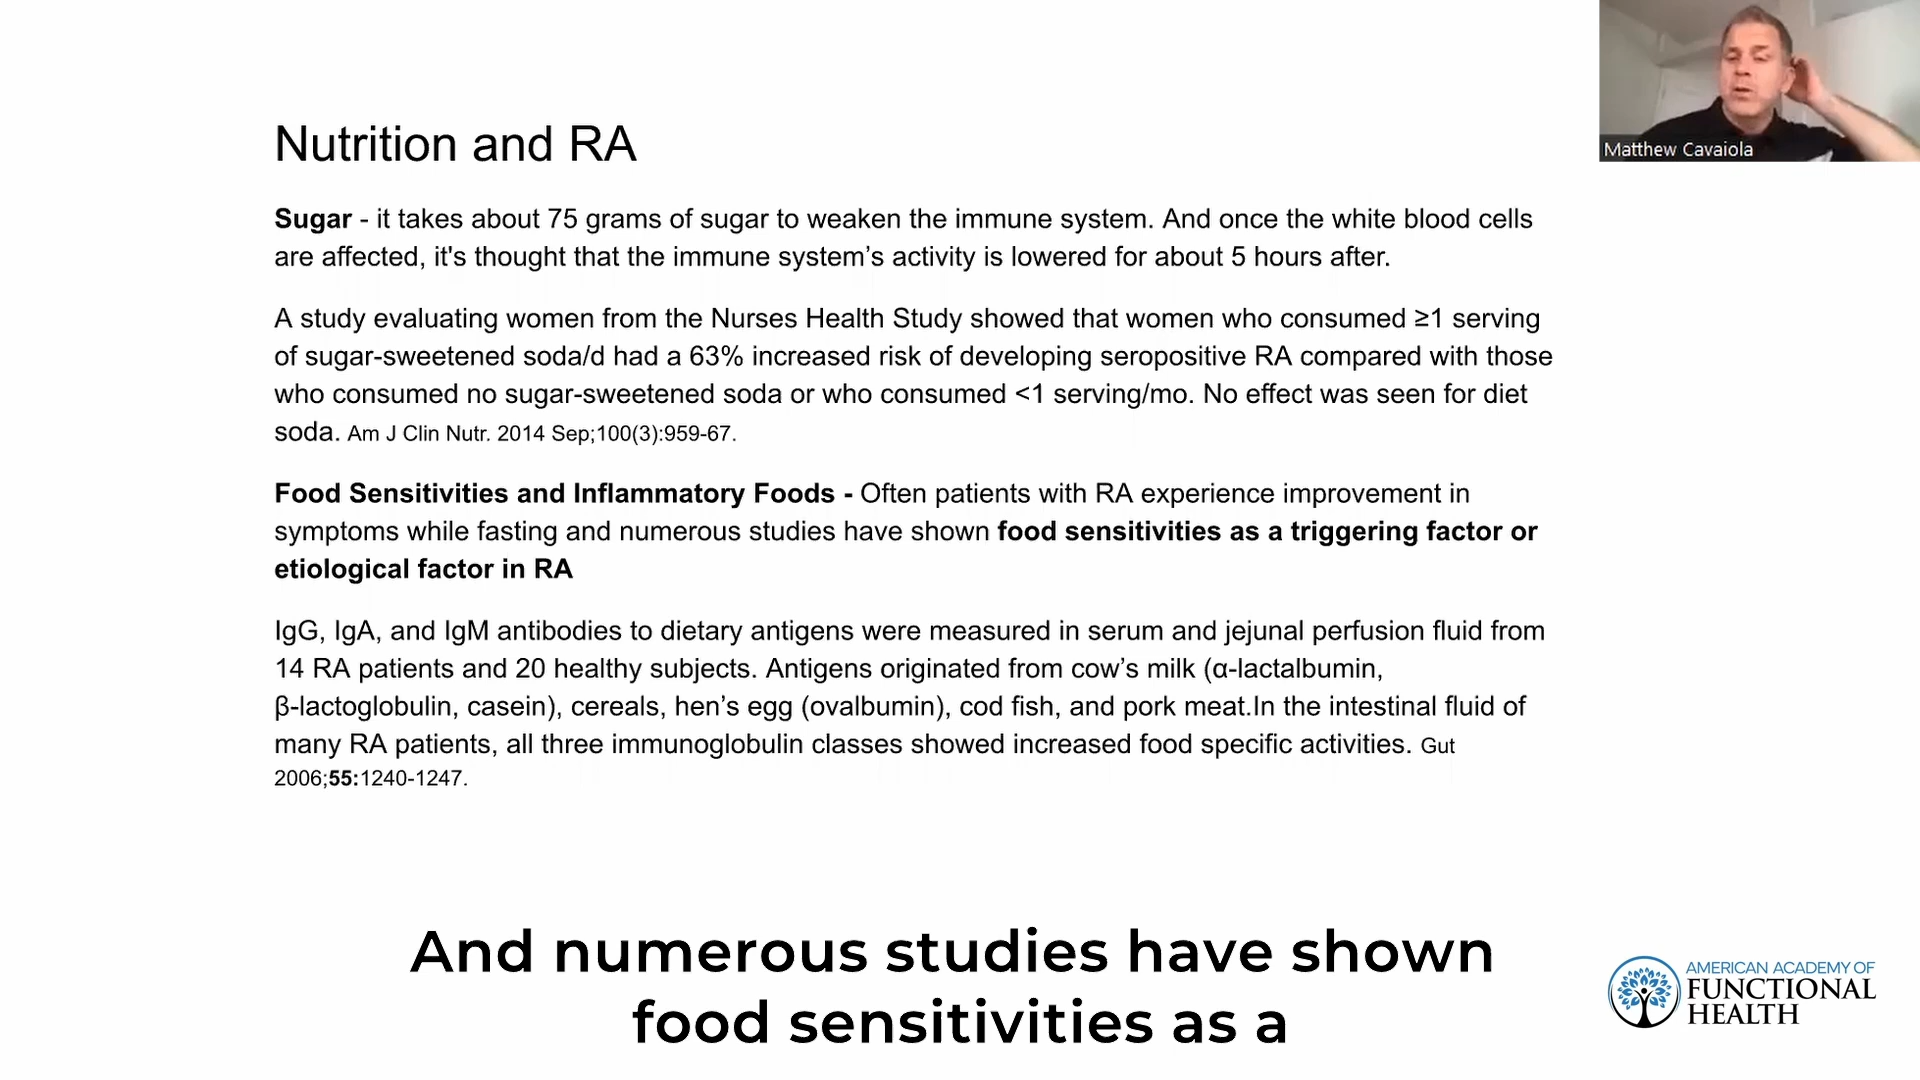 Matthew Cavaiola
Nutrition and RA
Sugar - it takes about 75 grams of sugar to weaken the immune system. And once the white blood cells
are affected, it's thought that the immune system’s activity is lowered for about 5 hours after.
A study evaluating women from the Nurses Health Study showed that women who consumed ≥1 serving
of sugar-sweetened soda/d had a 63% increased risk of developing seropositive RA compared with those
who consumed no sugar-sweetened soda or who consumed <1 serving/mo. No effect was seen for diet
soda. Am J Clin Nutr. 2014 Sep;100(3):959-67.
Food Sensitivities and Inflammatory Foods - Often patients with RA experience improvement in
symptoms while fasting and numerous studies have shown food sensitivities as a triggering factor or
etiological factor in RA
IgG, IgA, and IgM antibodies to dietary antigens were measured in serum and jejunal perfusion fluid from
14 RA patients and 20 healthy subjects. Antigens originated from cow’s milk (α-lactalbumin,
β-lactoglobulin, casein), cereals, hen’s egg (ovalbumin), cod fish, and pork meat.In the intestinal fluid of
many RA patients, all three immunoglobulin classes showed increased food specific activities. Gut
2006;55:1240-1247.
And numerous studies have shown
food sensitivities as a
AMERICAN ACADEMY OF
FUNCTIONAL
HEALTH